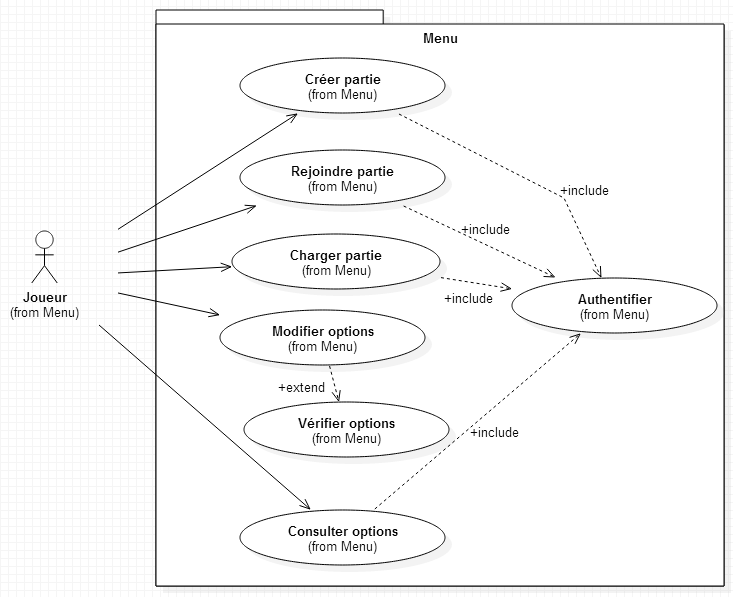 Menu
Créer partie
(from Menu)
+include
Rejoindre partie
(from Menu)
+include
Charger partie
(from Menu)
+include
Joueur
(from Menu)
Authentifier
(from Menu)
Modifier options
(from Menu)
+extend
Vérifier options
(from Menu)
+include
Consulter options
(from Menu)